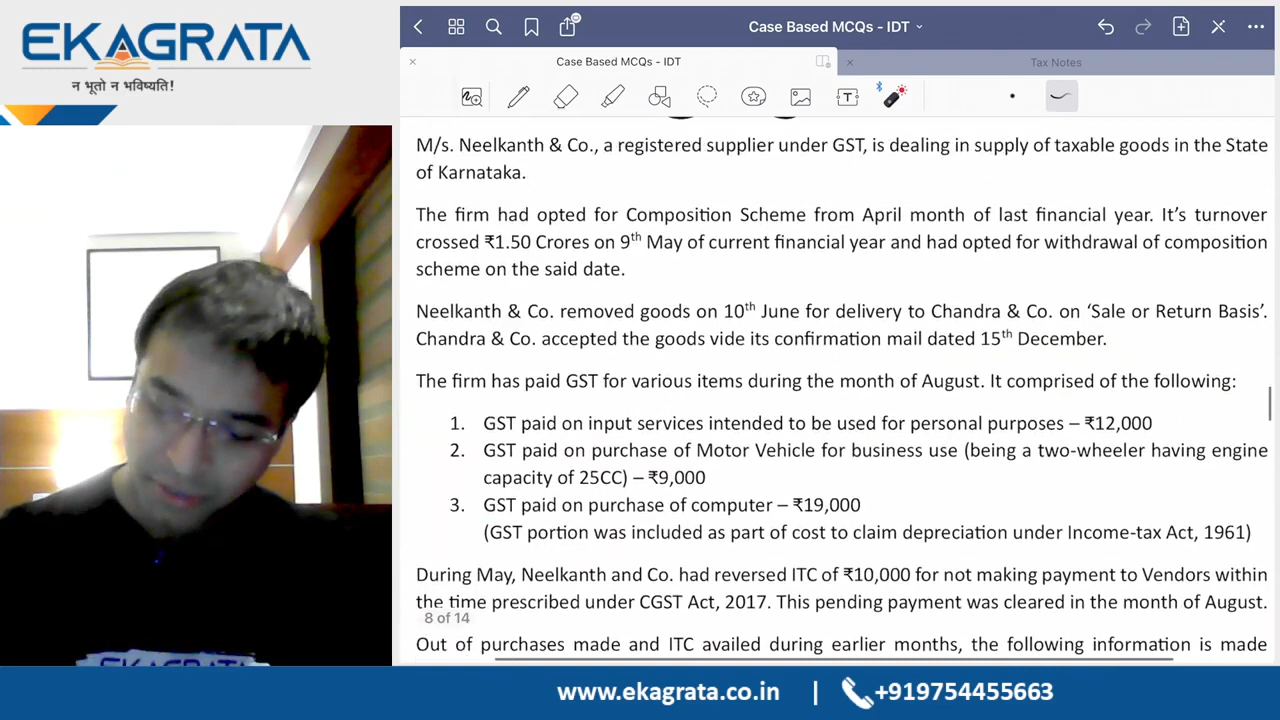 EKAGRATA
न भूतो न भविष्यति!
Case Based MCQs - IDT
Case Based MCQs - IDT
Tax Notes
M/s. Neelkanth & Co., a registered supplier under GST, is dealing in supply of taxable goods in the State
of Karnataka.
The firm had opted for Composition Scheme from April month of last financial year. It’s turnover
crossed ₹1.50 Crores on 9th May of current financial year and had opted for withdrawal of composition
scheme on the said date.
Neelkanth & Co. removed goods on 10th June for delivery to Chandra & Co. on ‘Sale or Return Basis’.
Chandra & Co. accepted the goods vide its confirmation mail dated 15th December.
The firm has paid GST for various items during the month of August. It comprised of the following:
1. GST paid on input services intended to be used for personal purposes – ₹12,000
2. GST paid on purchase of Motor Vehicle for business use (being a two-wheeler having engine
capacity of 25CC) – ₹9,000
3. GST paid on purchase of computer – ₹19,000
(GST portion was included as part of cost to claim depreciation under Income-tax Act, 1961)
During May, Neelkanth and Co. had reversed ITC of ₹10,000 for not making payment to Vendors within
the time prescribed under CGST Act, 2017. This pending payment was cleared in the month of August.
8 of 14
Out of purchases made and ITC availed during earlier months, the following information is made
EKAGRATA
www.ekagrata.co.in | +919754455663